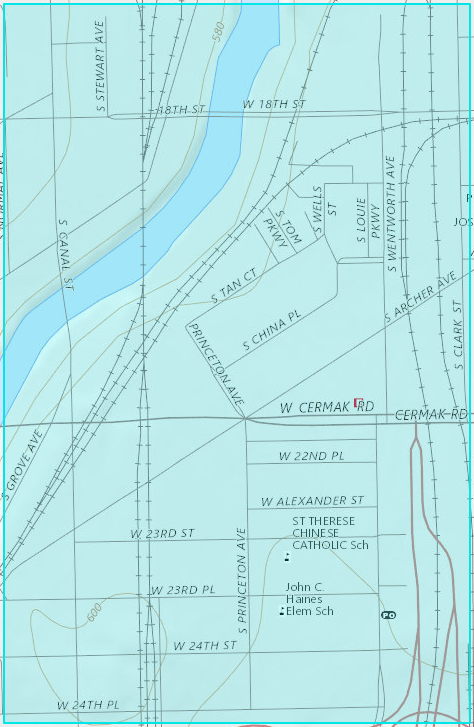 580
S STEWART AVE
18TH ST
W 18TH ST
S CANAL ST
S WELLS
ST
S LOUIE
PKWY
S WENTWORTH AVE
S TOM
PKWY
S TAN CT
S CHINA PL
S ARCHER AVE
S CLARK ST
PRINCETON AVE
W CERMAK RD
CERMAK RD
S GROVE AVE
W 22ND PL
W ALEXANDER ST
ST THERESE
CHINESE
CATHOLIC Sch
W 23RD ST
S PRINCETON AVE
John C.
Haines
Elem Sch
W 23RD PL
600
PO
W 24TH ST
W 24TH PL